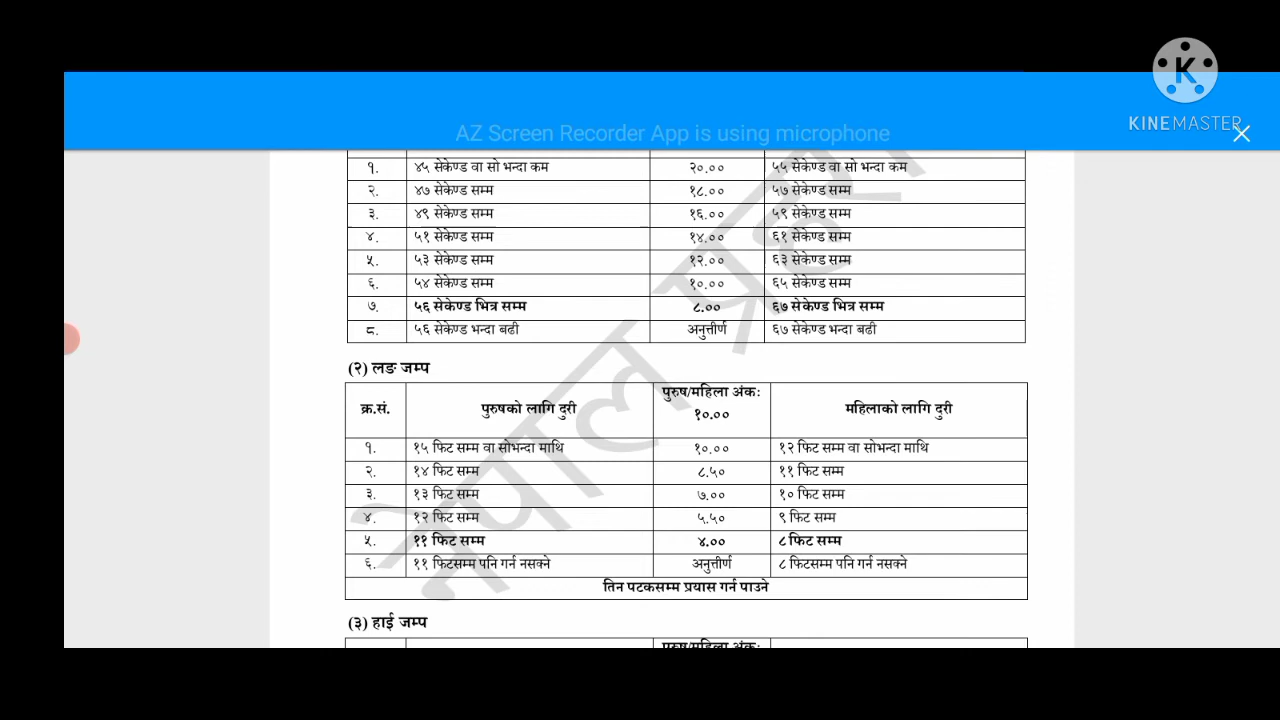 KINEMASTER
AZ Screen Recorder App is using microphone
१. ४५ सेकेण्ड वा सो भन्दा कम २०.०० ५५ सेकेण्ड वा सो भन्दा कम
२. ४७ सेकेण्ड सम्म १८.०० ५७ सेकेण्ड सम्म
३. ४९ सेकेण्ड सम्म १६.०० ५९ सेकेण्ड सम्म
४. ५१ सेकेण्ड सम्म १४.०० ६१ सेकेण्ड सम्म
५. ५३ सेकेण्ड सम्म १२.०० ६३ सेकेण्ड सम्म
६. ५४ सेकेण्ड सम्म १०.०० ६५ सेकेण्ड सम्म
७. ५६ सेकेण्ड भित्र सम्म ८.०० ६७ सेकेण्ड भित्र सम्म
८. ५६ सेकेण्ड भन्दा बढी अनुत्तीर्ण ६७ सेकेण्ड भन्दा बढी
(२) लङ जम्प
क्र.सं. पुरुषको लागि दुरी पुरुष/महिला अंकः १०.०० महिलाको लागि दुरी
१. १५ फिट सम्म वा सोभन्दा माथि १०.०० १२ फिट सम्म वा सोभन्दा माथि
२. १४ फिट सम्म ८.५० ११ फिट सम्म
३. १३ फिट सम्म ७.०० १० फिट सम्म
४. १२ फिट सम्म ५.५० ९ फिट सम्म
५. ११ फिट सम्म ४.०० ८ फिट सम्म
६. ११ फिटसम्म पनि गर्न नसक्ने अनुत्तीर्ण ८ फिटसम्म पनि गर्न नसक्ने
तिन पटकसम्म प्रयास गर्न पाउने
(३) हाई जम्प
पुरुष/महिला अंकः
नेपाल